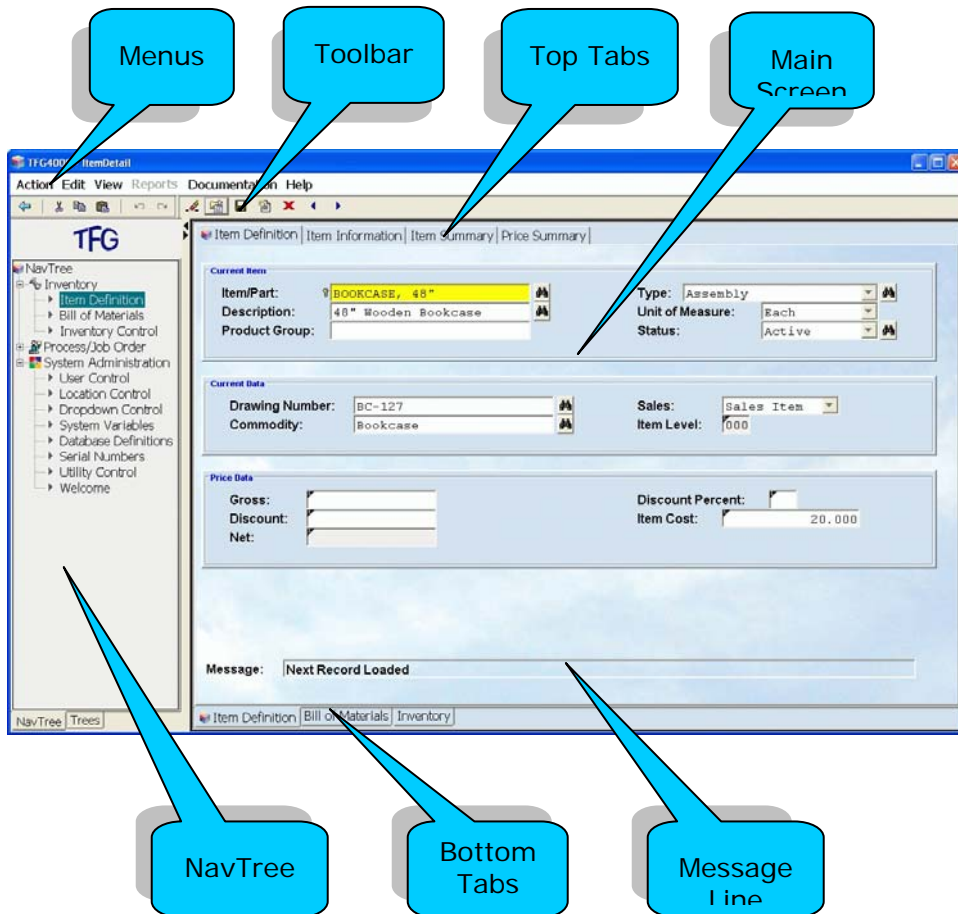 Menus
Toolbar
Top Tabs
Main
Screen
ItemDetail
Action Edit View Reports Documentation Help
TFG
NavTree
Inventory
Item Definition
Bill of Materials
Inventory Control
Process/Job Order
System Administration
User Control
Location Control
Dropdown Control
System Variables
Database Definitions
Serial Numbers
Utility Control
Welcome
NavTree Trees
Item Definition Item Information Item Summary Price Summary
Current Item
Item/Part: BOOKCASE, 48"
Type: Assembly
Description: 48" Wooden Bookcase
Unit of Measure: Each
Product Group:
Status: Active
Current Data
Drawing Number: BC-127
Sales: Sales Item
Commodity: Bookcase
Item Level: 000
Price Data
Gross:
Discount Percent:
Discount:
Item Cost: 20.000
Net:
Message: Next Record Loaded
Item Definition Bill of Materials Inventory
NavTree
Bottom
Tabs
Message
Line